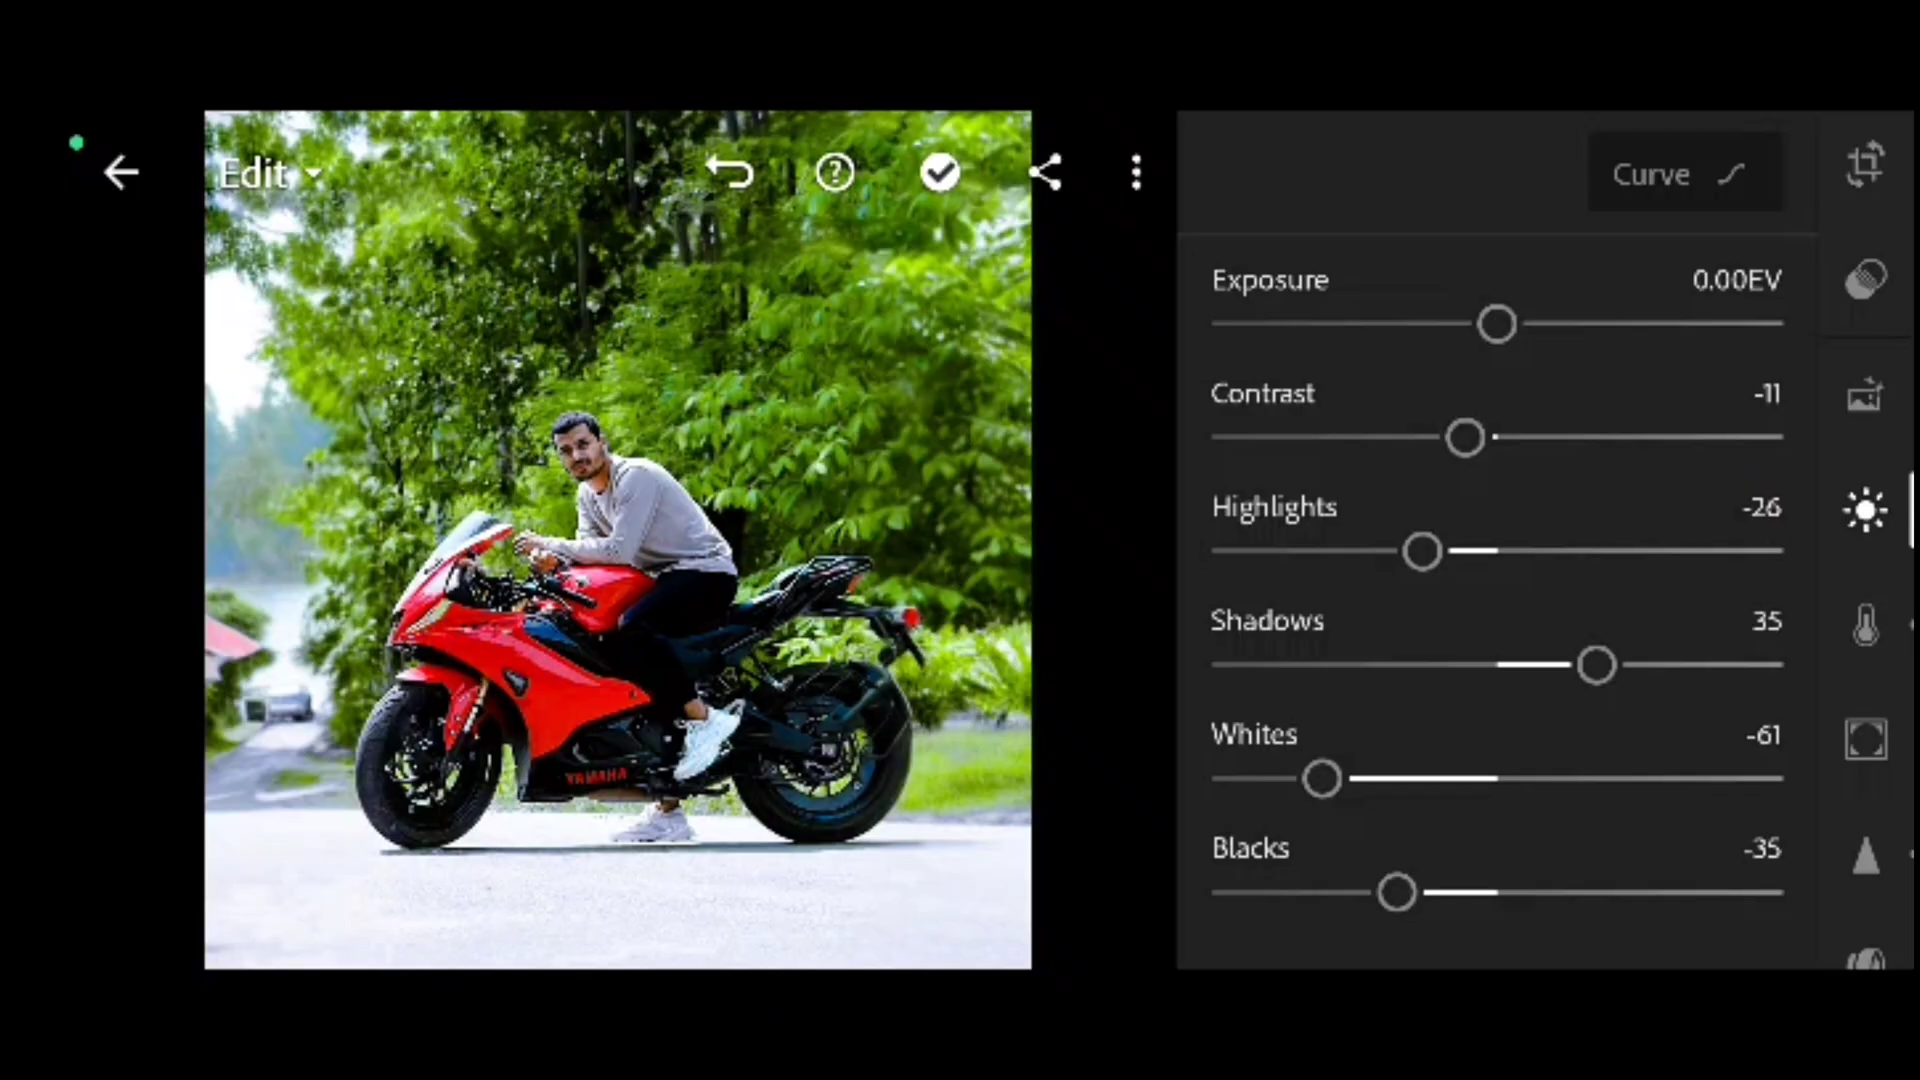 Edit
Curve
Exposure 0.00EV
Contrast -11
Highlights -26
Shadows 35
Whites -61
Blacks -35
YAMAHA